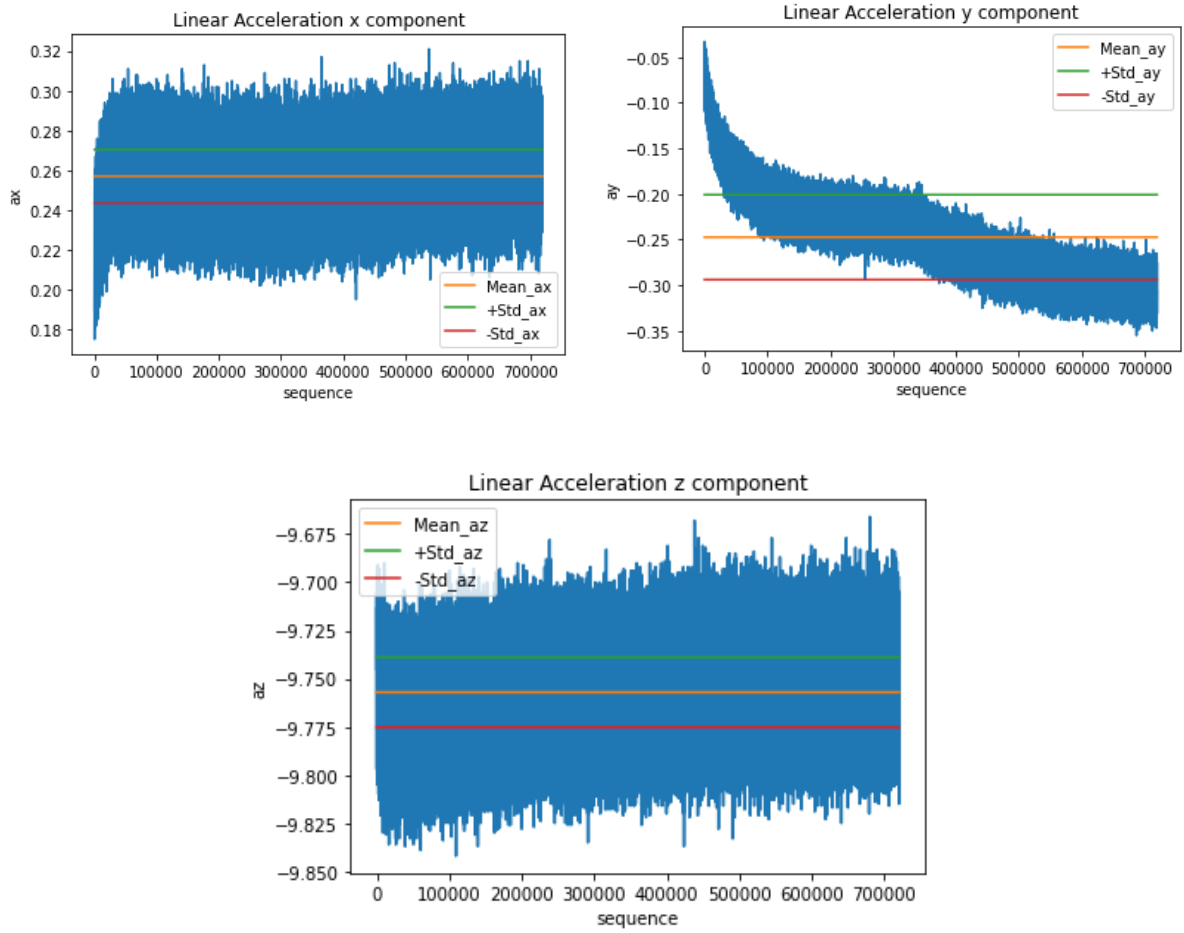 Linear Acceleration x component
0.32
0.30
0.28
0.26
0.24
0.22
0.20
0.18
ax
Mean_ax
+Std_ax
-Std_ax
0 100000 200000 300000 400000 500000 600000 700000
sequence
Linear Acceleration y component
−0.05
−0.10
−0.15
−0.20
−0.25
−0.30
−0.35
ay
Mean_ay
+Std_ay
-Std_ay
0 100000 200000 300000 400000 500000 600000 700000
sequence
Linear Acceleration z component
−9.675
−9.700
−9.725
−9.750
−9.775
−9.800
−9.825
−9.850
az
Mean_az
+Std_az
-Std_az
0 100000 200000 300000 400000 500000 600000 700000
sequence